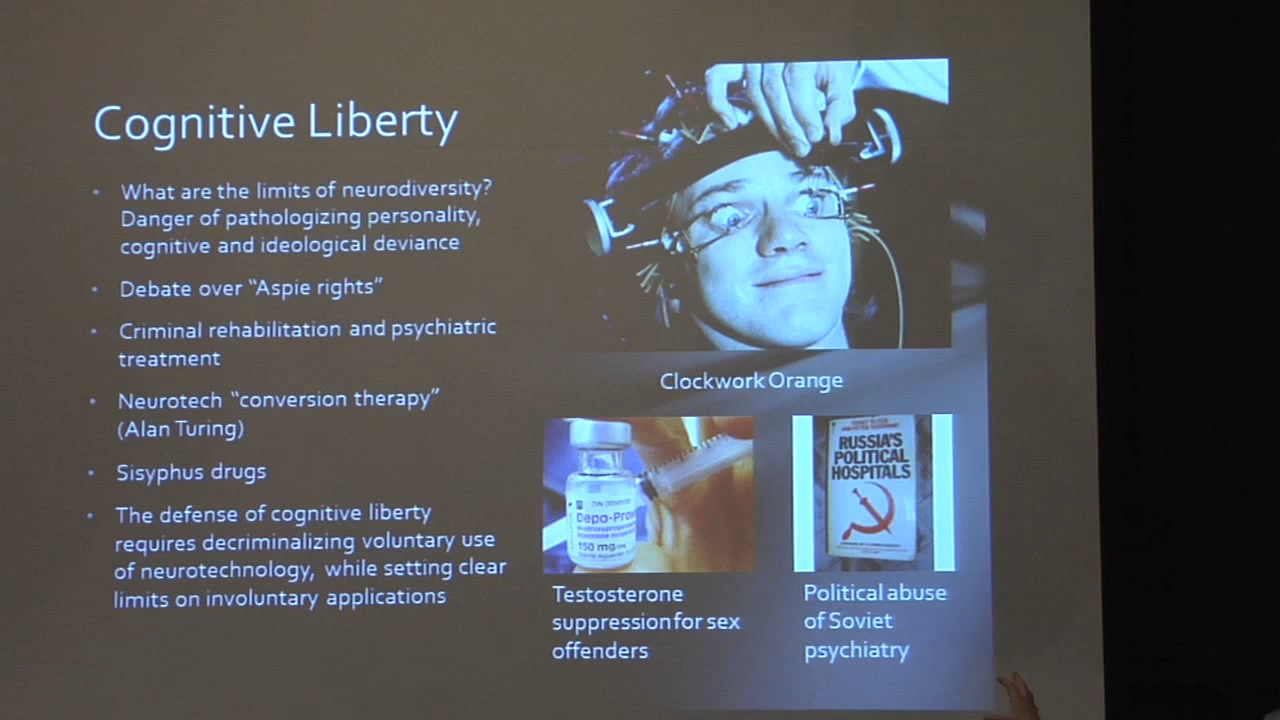 Cognitive Liberty
• What are the limits of neurodiversity?
Danger of pathologizing personality,
cognitive and ideological deviance
• Debate over “Aspie rights”
• Criminal rehabilitation and psychiatric
treatment
• Neurotech “conversion therapy”
(Alan Turing)
• Sisyphus drugs
• The defense of cognitive liberty
requires decriminalizing voluntary use
of neurotechnology, while setting clear
limits on involuntary applications
Clockwork Orange
Depo-Prov
150 mg/
Testosterone
suppression for sex
offenders
RUSSIA'S
POLITICAL
HOSPITALS
Political abuse
of Soviet
psychiatry